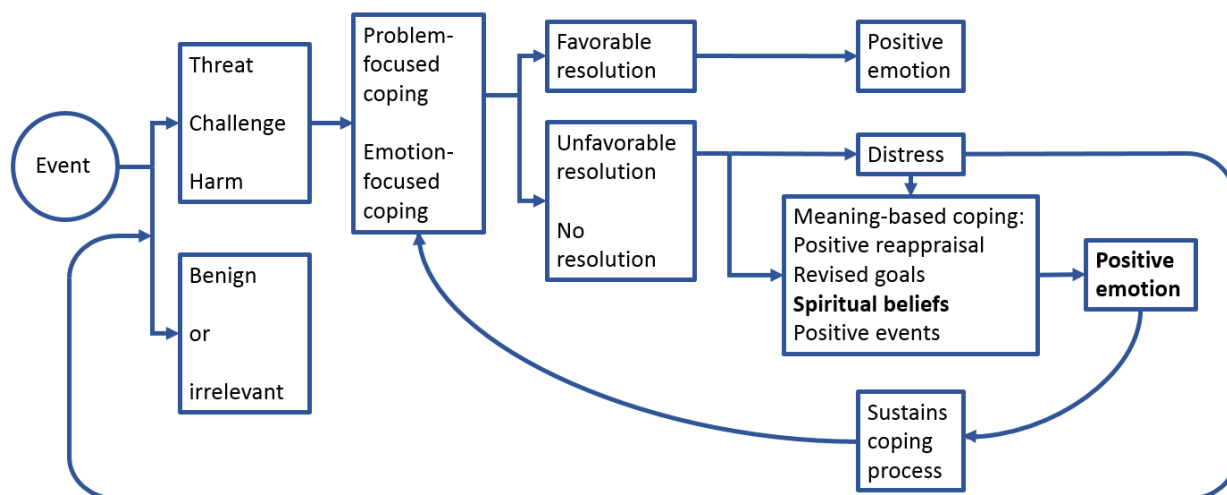 Event
Threat
Challenge
Harm
Benign
or
irrelevant
Problem-
focused
coping
Emotion-
focused
coping
Favorable
resolution
Positive
emotion
Unfavorable
resolution
No
resolution
Distress
Meaning-based coping:
Positive reappraisal
Revised goals
Spiritual beliefs
Positive events
Positive
emotion
Sustains
coping
process